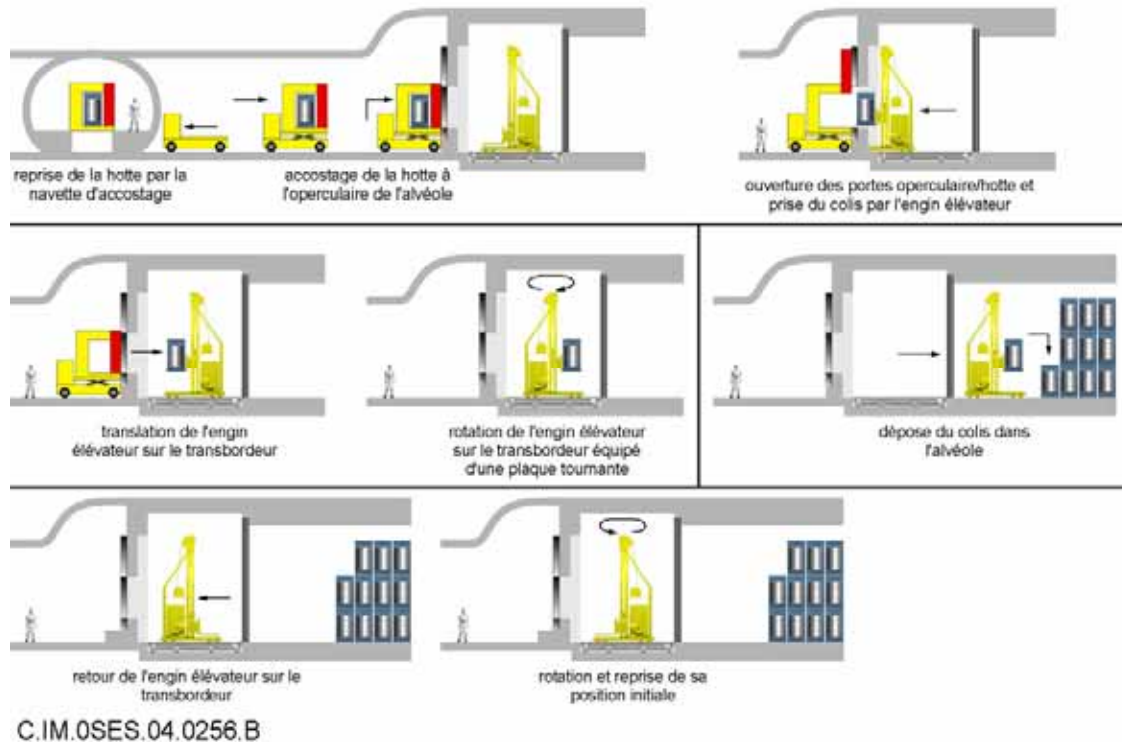 reprise de la hotte par la
navette d'accostage
accostage de la hotte à
l'operculaire de l'alvéole
ouverture des portes operculaire/hotte et
prise du colis par l'engin élévateur
translation de l'engin
élévateur sur le transbordeur
rotation de l'engin élévateur
sur le transbordeur équipé
d'une plaque tournante
dépose du colis dans
l'alvéole
retour de l'engin élévateur sur le
transbordeur
rotation et reprise de sa
position initiale
C.IM.0SES.04.0256.B